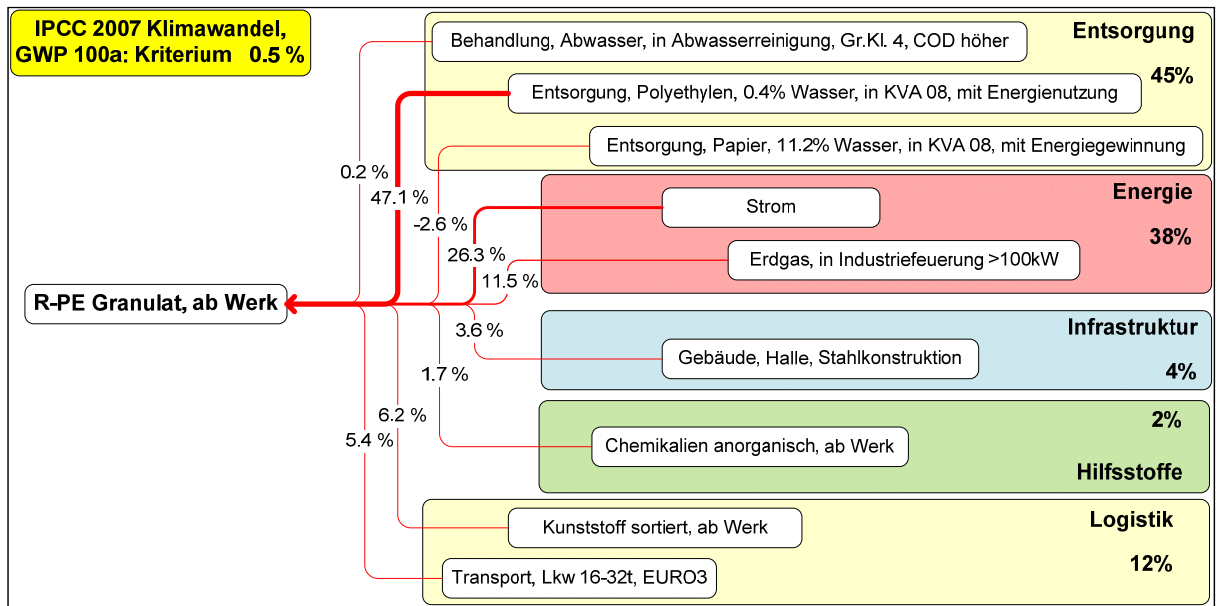 IPCC 2007 Klimawandel,
GWP 100a: Kriterium 0.5 %
Behandlung, Abwasser, in Abwasserreinigung, Gr.Kl. 4, COD höher
Entsorgung
45%
Entsorgung, Polyethylen, 0.4% Wasser, in KVA 08, mit Energienutzung
Entsorgung, Papier, 11.2% Wasser, in KVA 08, mit Energiegewinnung
0.2 %
47.1 %
-2.6 %
26.3 %
11.5 %
Energie
38%
Strom
Erdgas, in Industriefeuerung >100kW
R-PE Granulat, ab Werk
3.6 %
1.7 %
6.2 %
5.4 %
Infrastruktur
4%
Gebäude, Halle, Stahlkonstruktion
2%
Chemikalien anorganisch, ab Werk
Hilfsstoffe
Kunststoff sortiert, ab Werk
Logistik
12%
Transport, Lkw 16-32t, EURO3